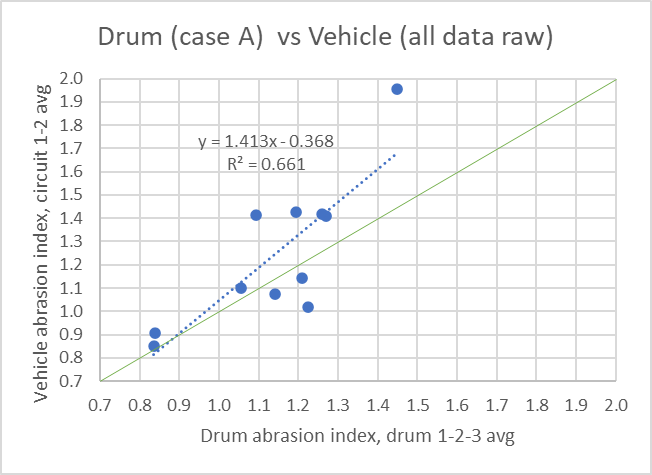 Drum (case A)  vs Vehicle (all data raw)
Vehicle abrasion index, circuit 1-2 avg
2.0
1.9
1.8
1.7
1.6
1.5
1.4
1.3
1.2
1.1
1.0
0.9
0.8
0.7
y = 1.413x - 0.368
R² = 0.661
0.7 0.8 0.9 1.0 1.1 1.2 1.3 1.4 1.5 1.6 1.7 1.8 1.9 2.0
Drum abrasion index, drum 1-2-3 avg